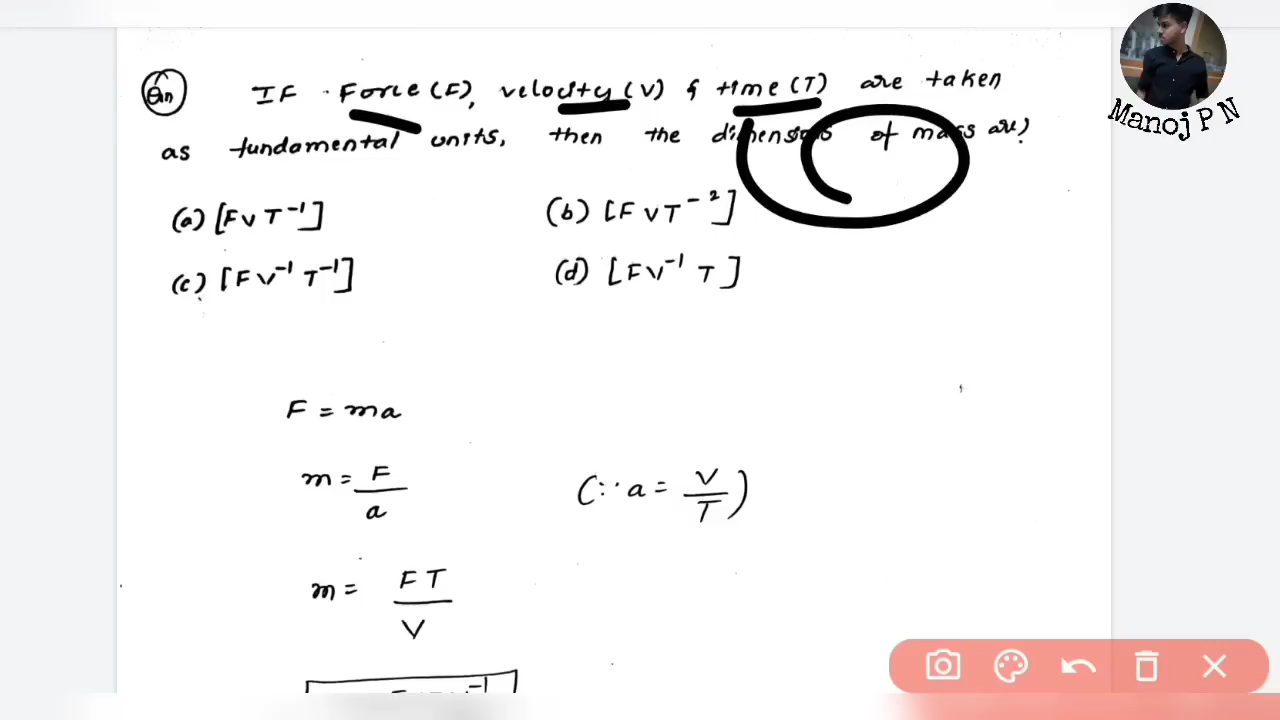 Qn IF Force (F), velocity (V) & time (T) are taken
as fundamental units, then the dimensions of mass are?
(a) [F V T⁻¹] (b) [F V T⁻²]
(c) [F V⁻¹ T⁻¹] (d) [F V⁻¹ T]
F = ma
m = F/a (∵ a = V/T)
m = FT/V
Manoj P N